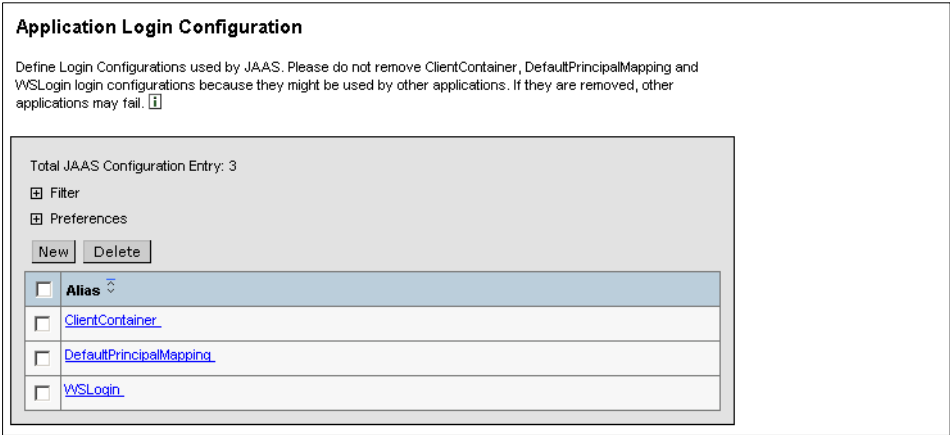 Application Login Configuration
Define Login Configurations used by JAAS. Please do not remove ClientContainer, DefaultPrincipalMapping and
WSLogin login configurations because they might be used by other applications. If they are removed, other
applications may fail. i
Total JAAS Configuration Entry: 3
Filter
Preferences
New Delete
Alias
ClientContainer
DefaultPrincipalMapping
WSLogin